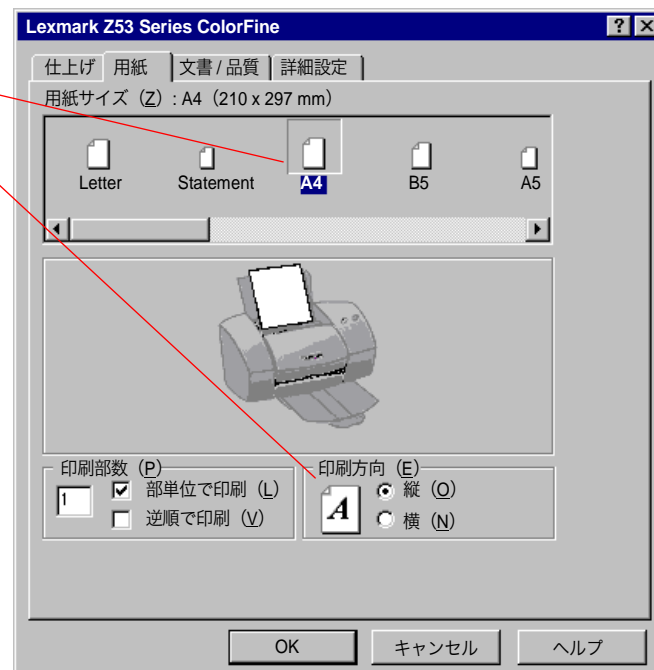 Lexmark Z53 Series ColorFine
仕上げ 用紙 文書 / 品質 詳細設定
用紙サイズ（Z）: A4（210 x 297 mm）
Letter Statement A4 B5 A5
印刷部数（P） 印刷方向（E）
1 部単位で印刷（L） A 縦（O）
逆順で印刷（V） 横（N）
OK キャンセル ヘルプ